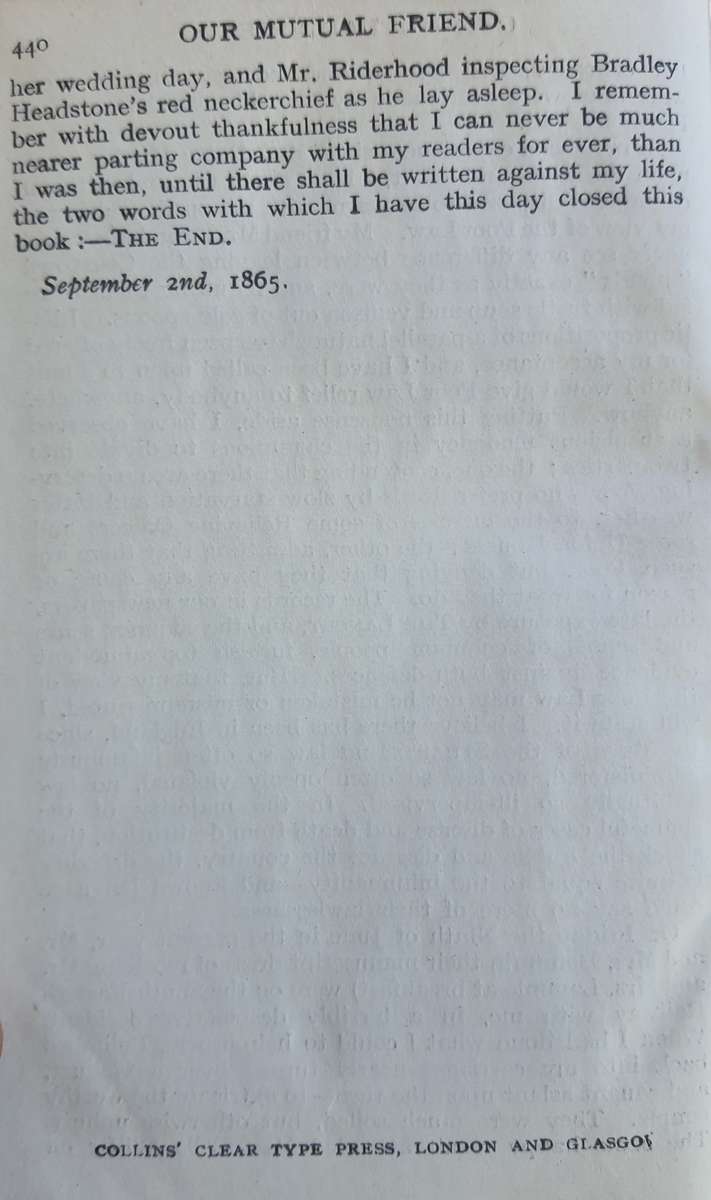 440
OUR MUTUAL FRIEND.
her wedding day, and Mr. Riderhood inspecting Bradley
Headstone's red neckerchief as he lay asleep. I remem-
ber with devout thankfulness that I can never be much
nearer parting company with my readers for ever, than
I was then, until there shall be written against my life,
the two words with which I have this day closed this
book :—THE END.
September 2nd, 1865.
COLLINS' CLEAR TYPE PRESS, LONDON AND GLASGOW